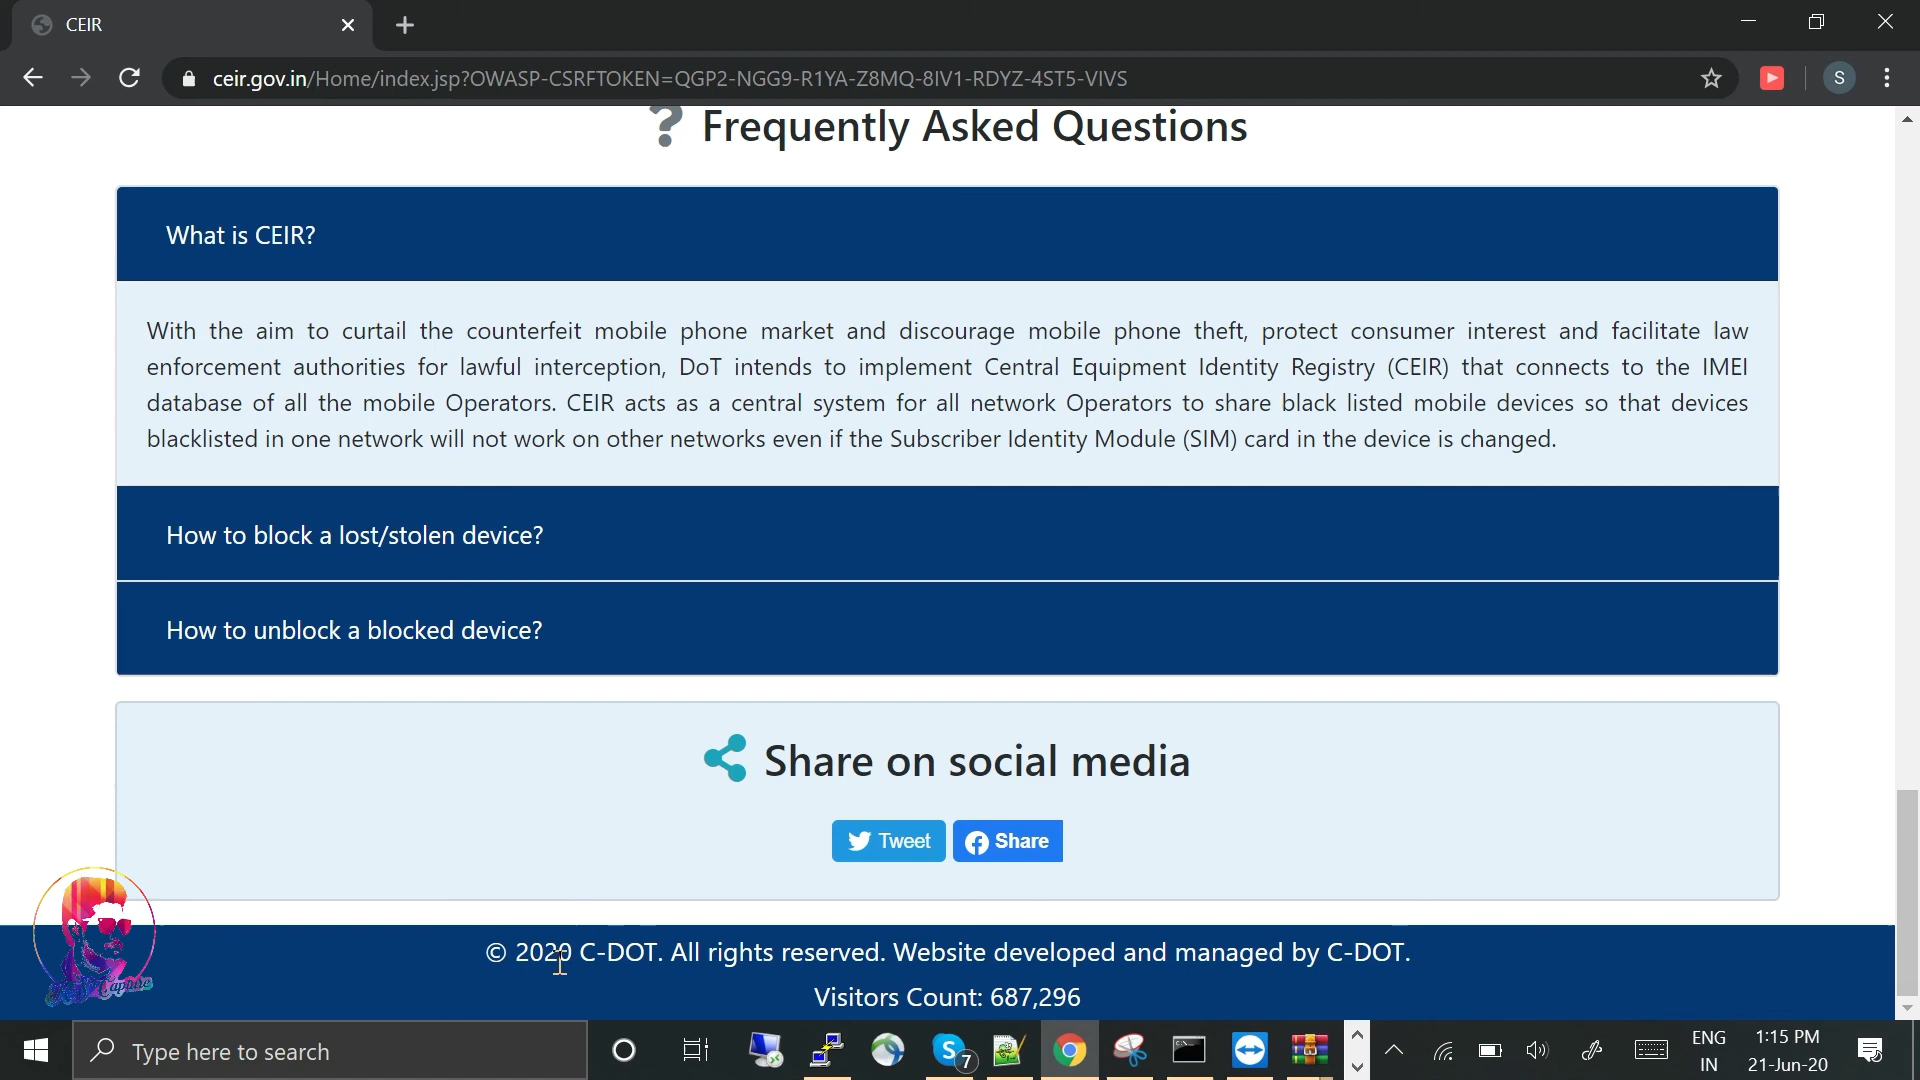 CEIR
ceir.gov.in/Home/index.jsp?OWASP-CSRFTOKEN=QGP2-NGG9-R1YA-Z8MQ-8IV1-RDYZ-4ST5-VIVS
S
? Frequently Asked Questions
What is CEIR?
With the aim to curtail the counterfeit mobile phone market and discourage mobile phone theft, protect consumer interest and facilitate law
enforcement authorities for lawful interception, DoT intends to implement Central Equipment Identity Registry (CEIR) that connects to the IMEI
database of all the mobile Operators. CEIR acts as a central system for all network Operators to share black listed mobile devices so that devices
blacklisted in one network will not work on other networks even if the Subscriber Identity Module (SIM) card in the device is changed.
How to block a lost/stolen device?
How to unblock a blocked device?
Share on social media
Tweet
Share
© 2020 C-DOT. All rights reserved. Website developed and managed by C-DOT.
Visitors Count: 687,296
Type here to search
7
ENG
IN
1:15 PM
21-Jun-20